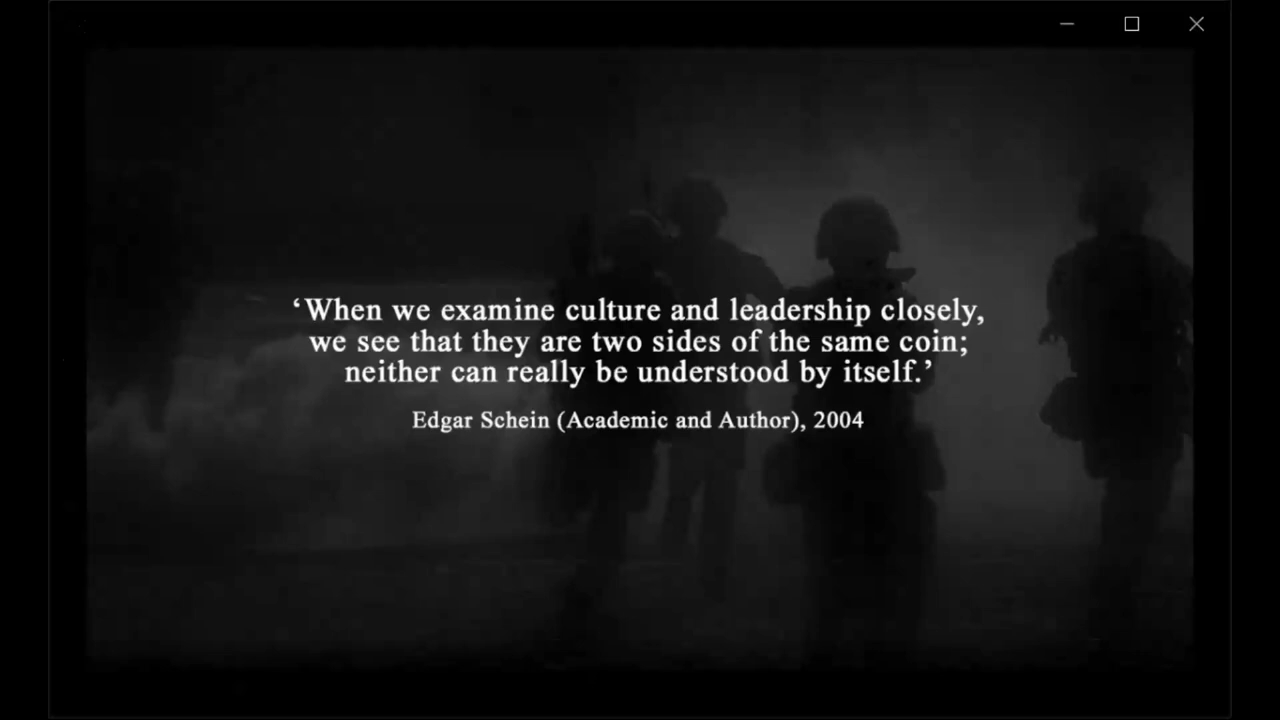 ‘When we examine culture and leadership closely,
we see that they are two sides of the same coin;
neither can really be understood by itself.’
Edgar Schein (Academic and Author), 2004